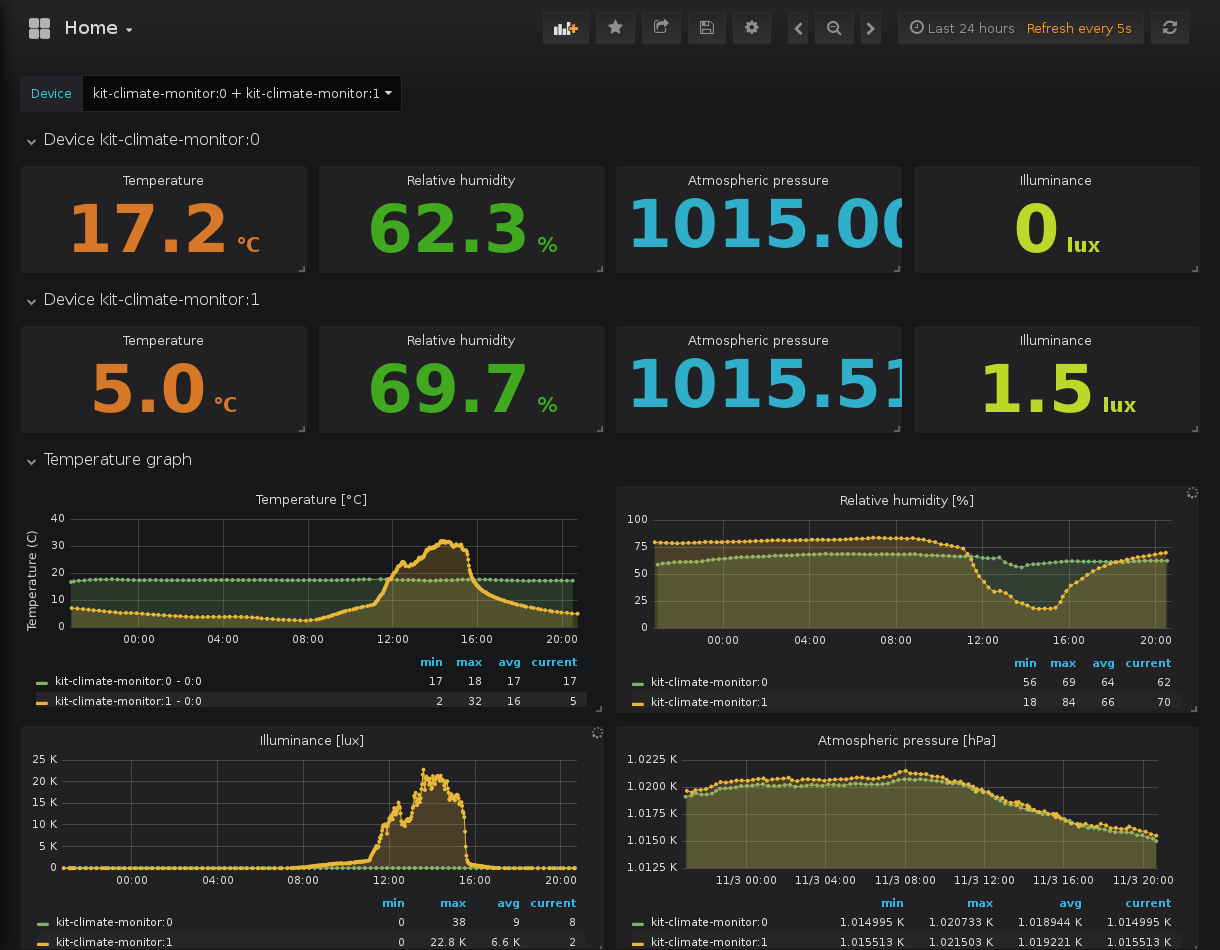 Home
Last 24 hours Refresh every 5s
Device kit-climate-monitor:0 + kit-climate-monitor:1
Device kit-climate-monitor:0
Temperature Relative humidity Atmospheric pressure Illuminance
17.2 °C 62.3 % 1015.00 0 lux
Device kit-climate-monitor:1
Temperature Relative humidity Atmospheric pressure Illuminance
5.0 °C 69.7 % 1015.51 1.5 lux
Temperature graph
Temperature [°C]
Temperature (C)
40
30
20
10
0
00:00 04:00 08:00 12:00 16:00 20:00
min max avg current
kit-climate-monitor:0 - 0:0 17 18 17 17
kit-climate-monitor:1 - 0:0 2 32 16 5
Relative humidity [%]
100
75
50
25
0
00:00 04:00 08:00 12:00 16:00 20:00
min max avg current
kit-climate-monitor:0 56 69 64 62
kit-climate-monitor:1 18 84 66 70
Illuminance [lux]
25 K
20 K
15 K
10 K
5 K
0
00:00 04:00 08:00 12:00 16:00 20:00
min max avg current
kit-climate-monitor:0 0 38 9 8
kit-climate-monitor:1 0 22.8 K 6.6 K 2
Atmospheric pressure [hPa]
1.0225 K
1.0200 K
1.0175 K
1.0150 K
1.0125 K
11/3 00:00 11/3 04:00 11/3 08:00 11/3 12:00 11/3 16:00 11/3 20:00
min max avg current
kit-climate-monitor:0 1.014995 K 1.020733 K 1.018944 K 1.014995 K
kit-climate-monitor:1 1.015513 K 1.021503 K 1.019221 K 1.015513 K